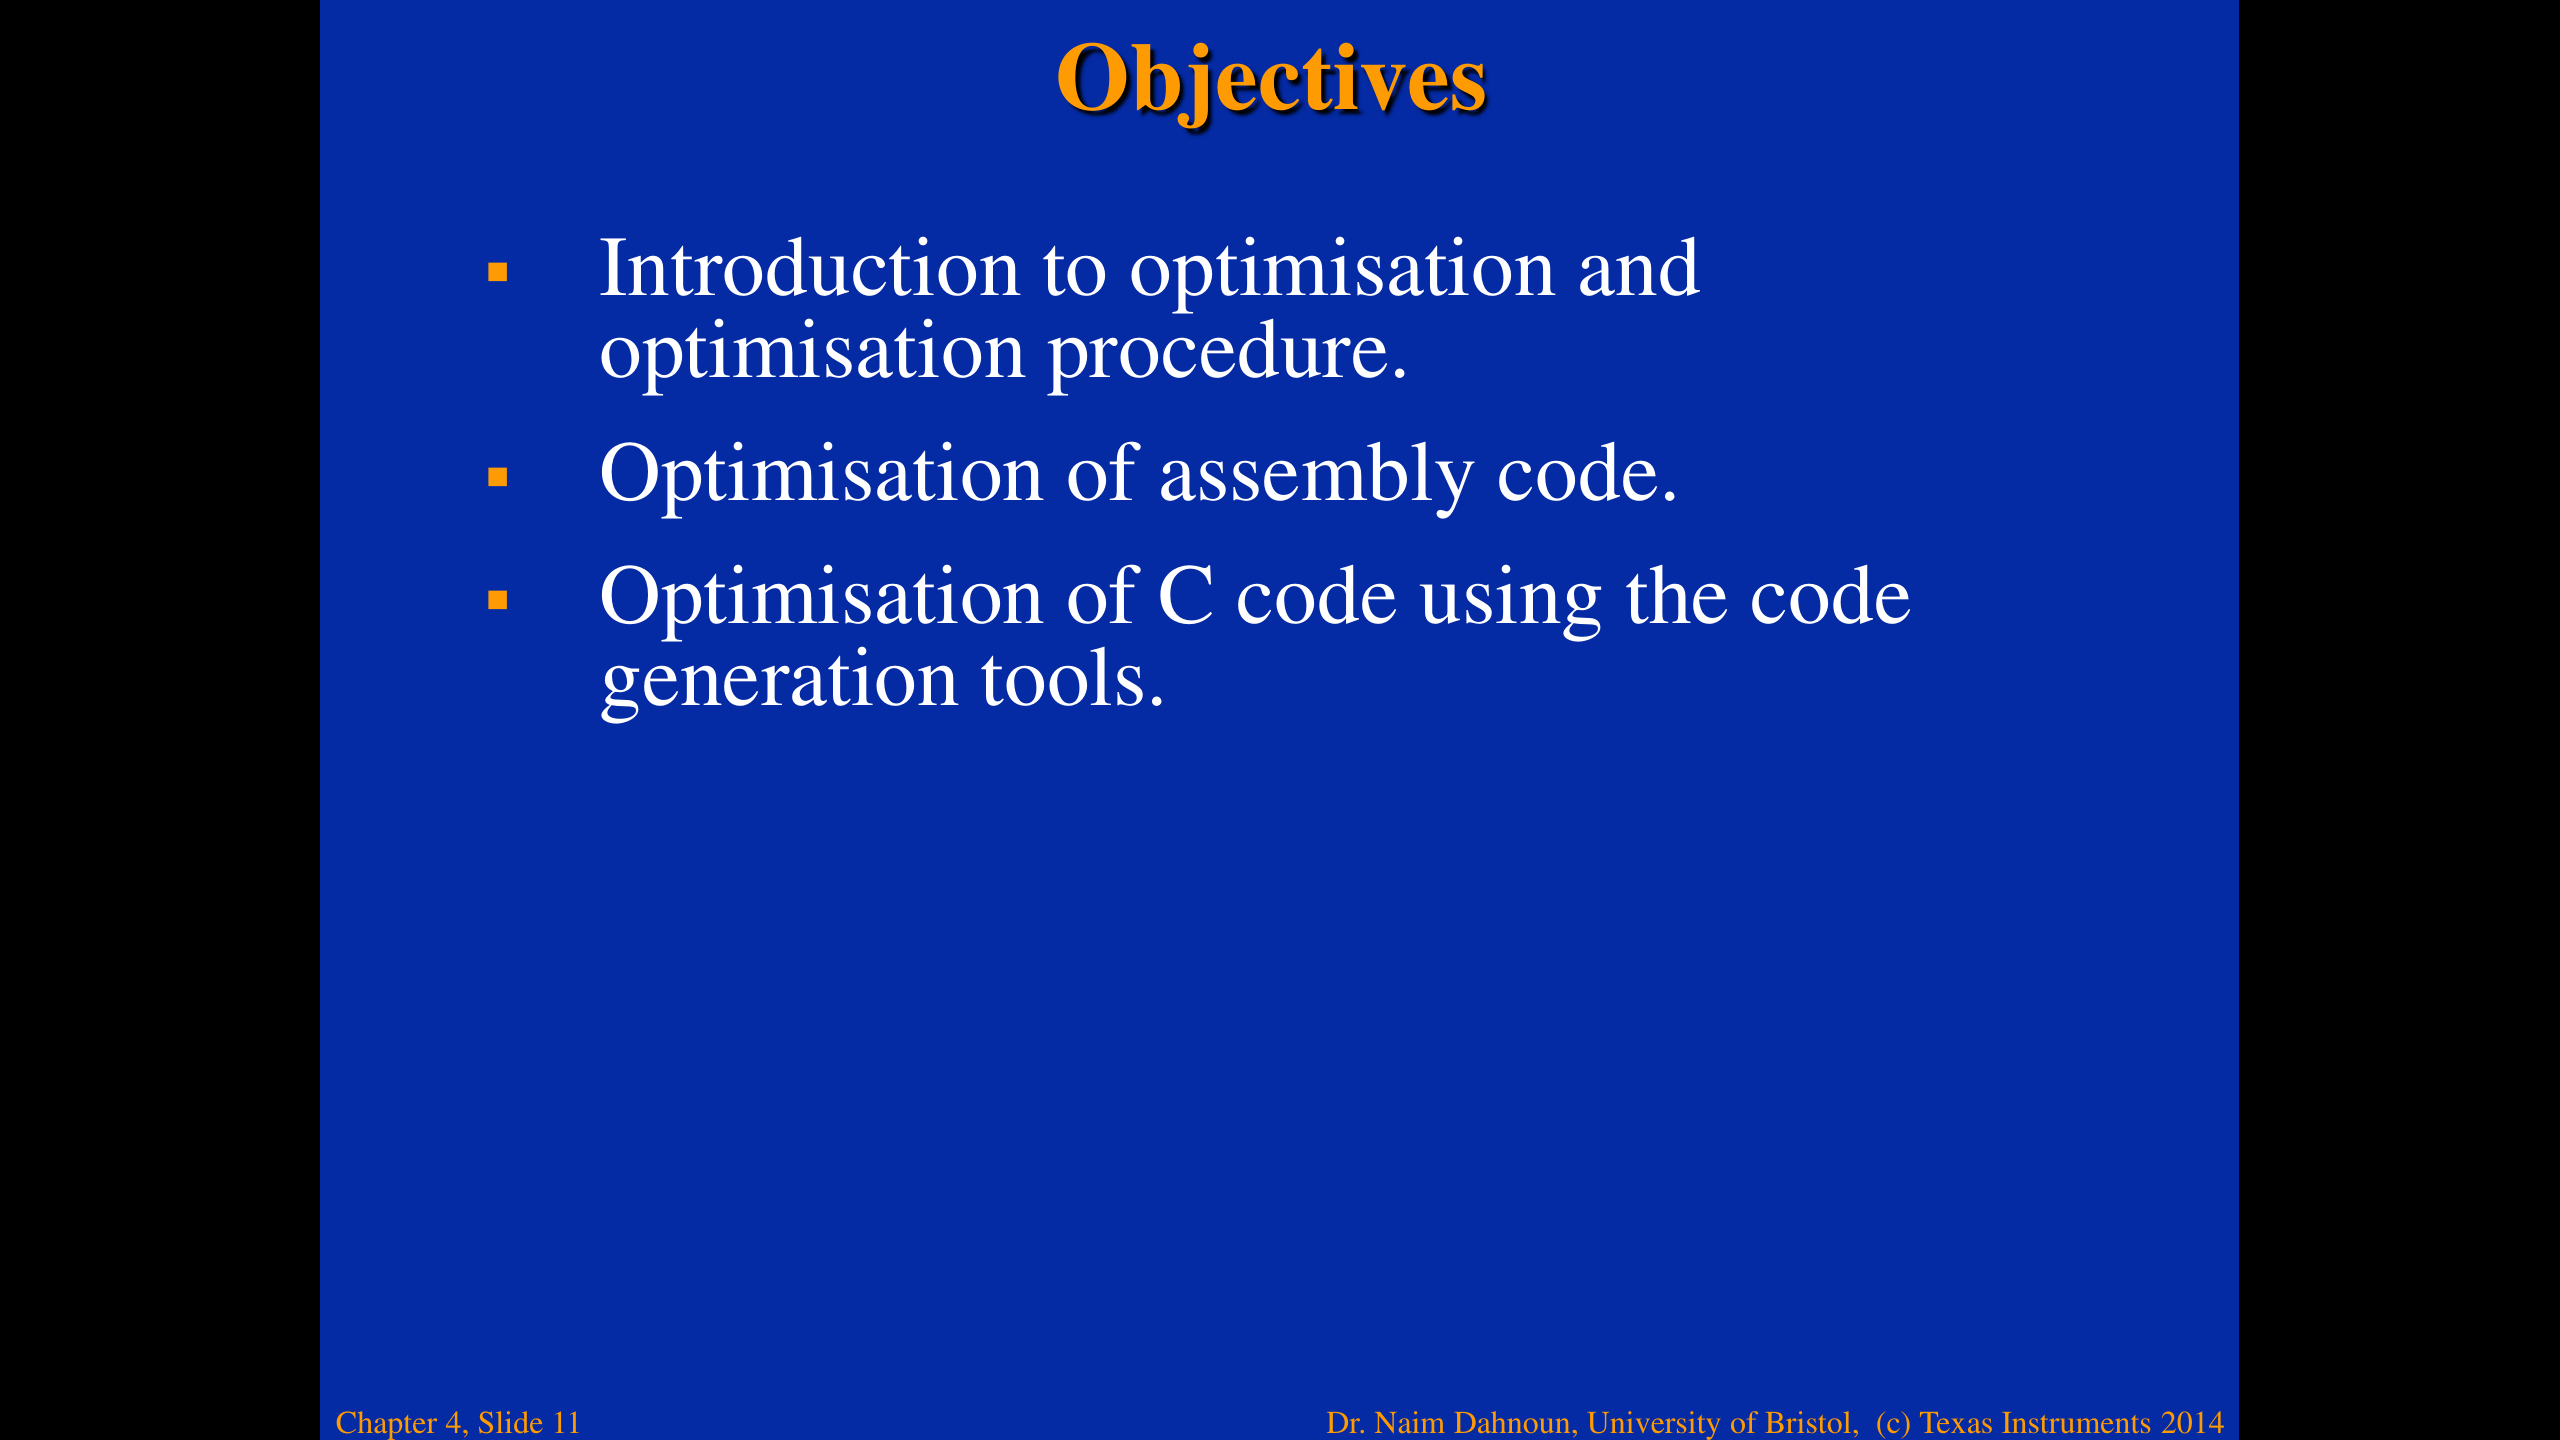 Objectives
▪ Introduction to optimisation and
optimisation procedure.
▪ Optimisation of assembly code.
▪ Optimisation of C code using the code
generation tools.
Chapter 4, Slide 11
Dr. Naim Dahnoun, University of Bristol, (c) Texas Instruments 2014